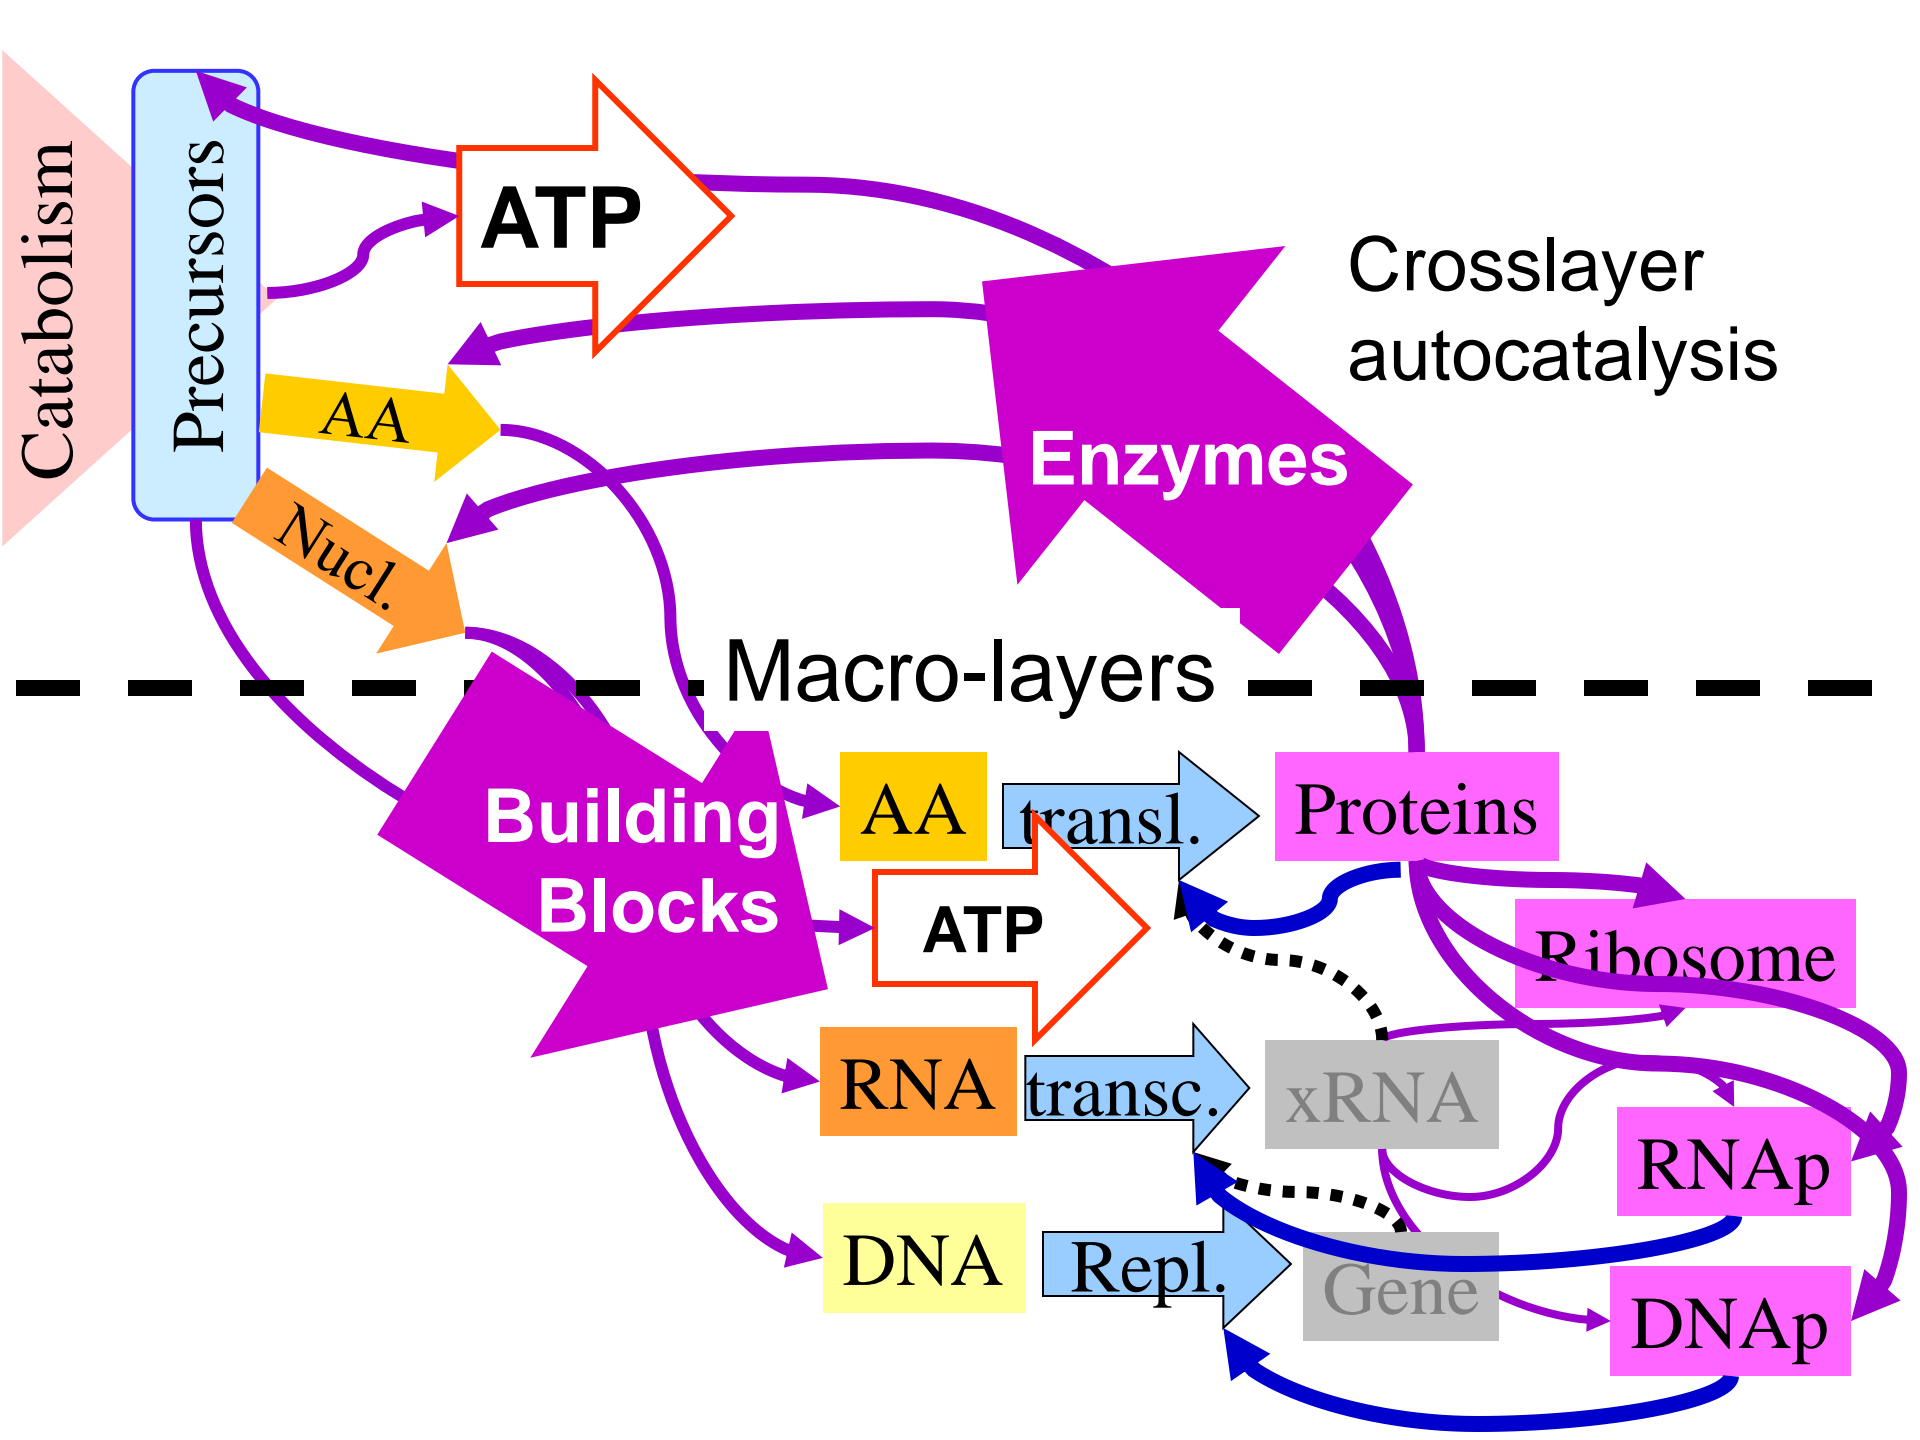 Catabolism
Precursors
ATP
Crosslayer
autocatalysis
AA
Enzymes
Nucl.
Macro-layers
Building
Blocks
AA
transl.
Proteins
ATP
Ribosome
RNA
transc.
xRNA
RNAp
DNA
Repl.
Gene
DNAp